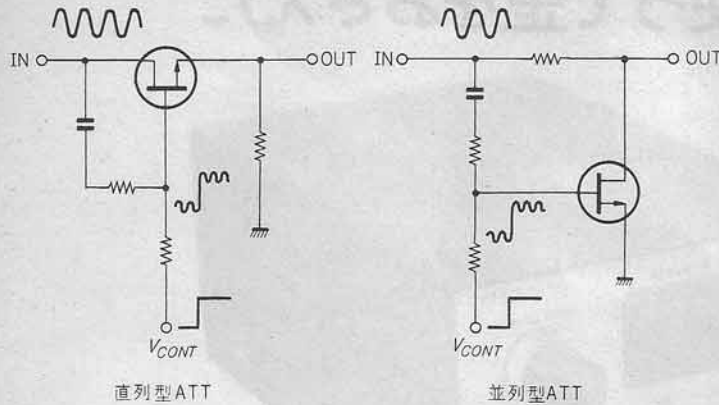 IN
OUT
V_CONT
直列型ATT
IN
OUT
V_CONT
並列型ATT